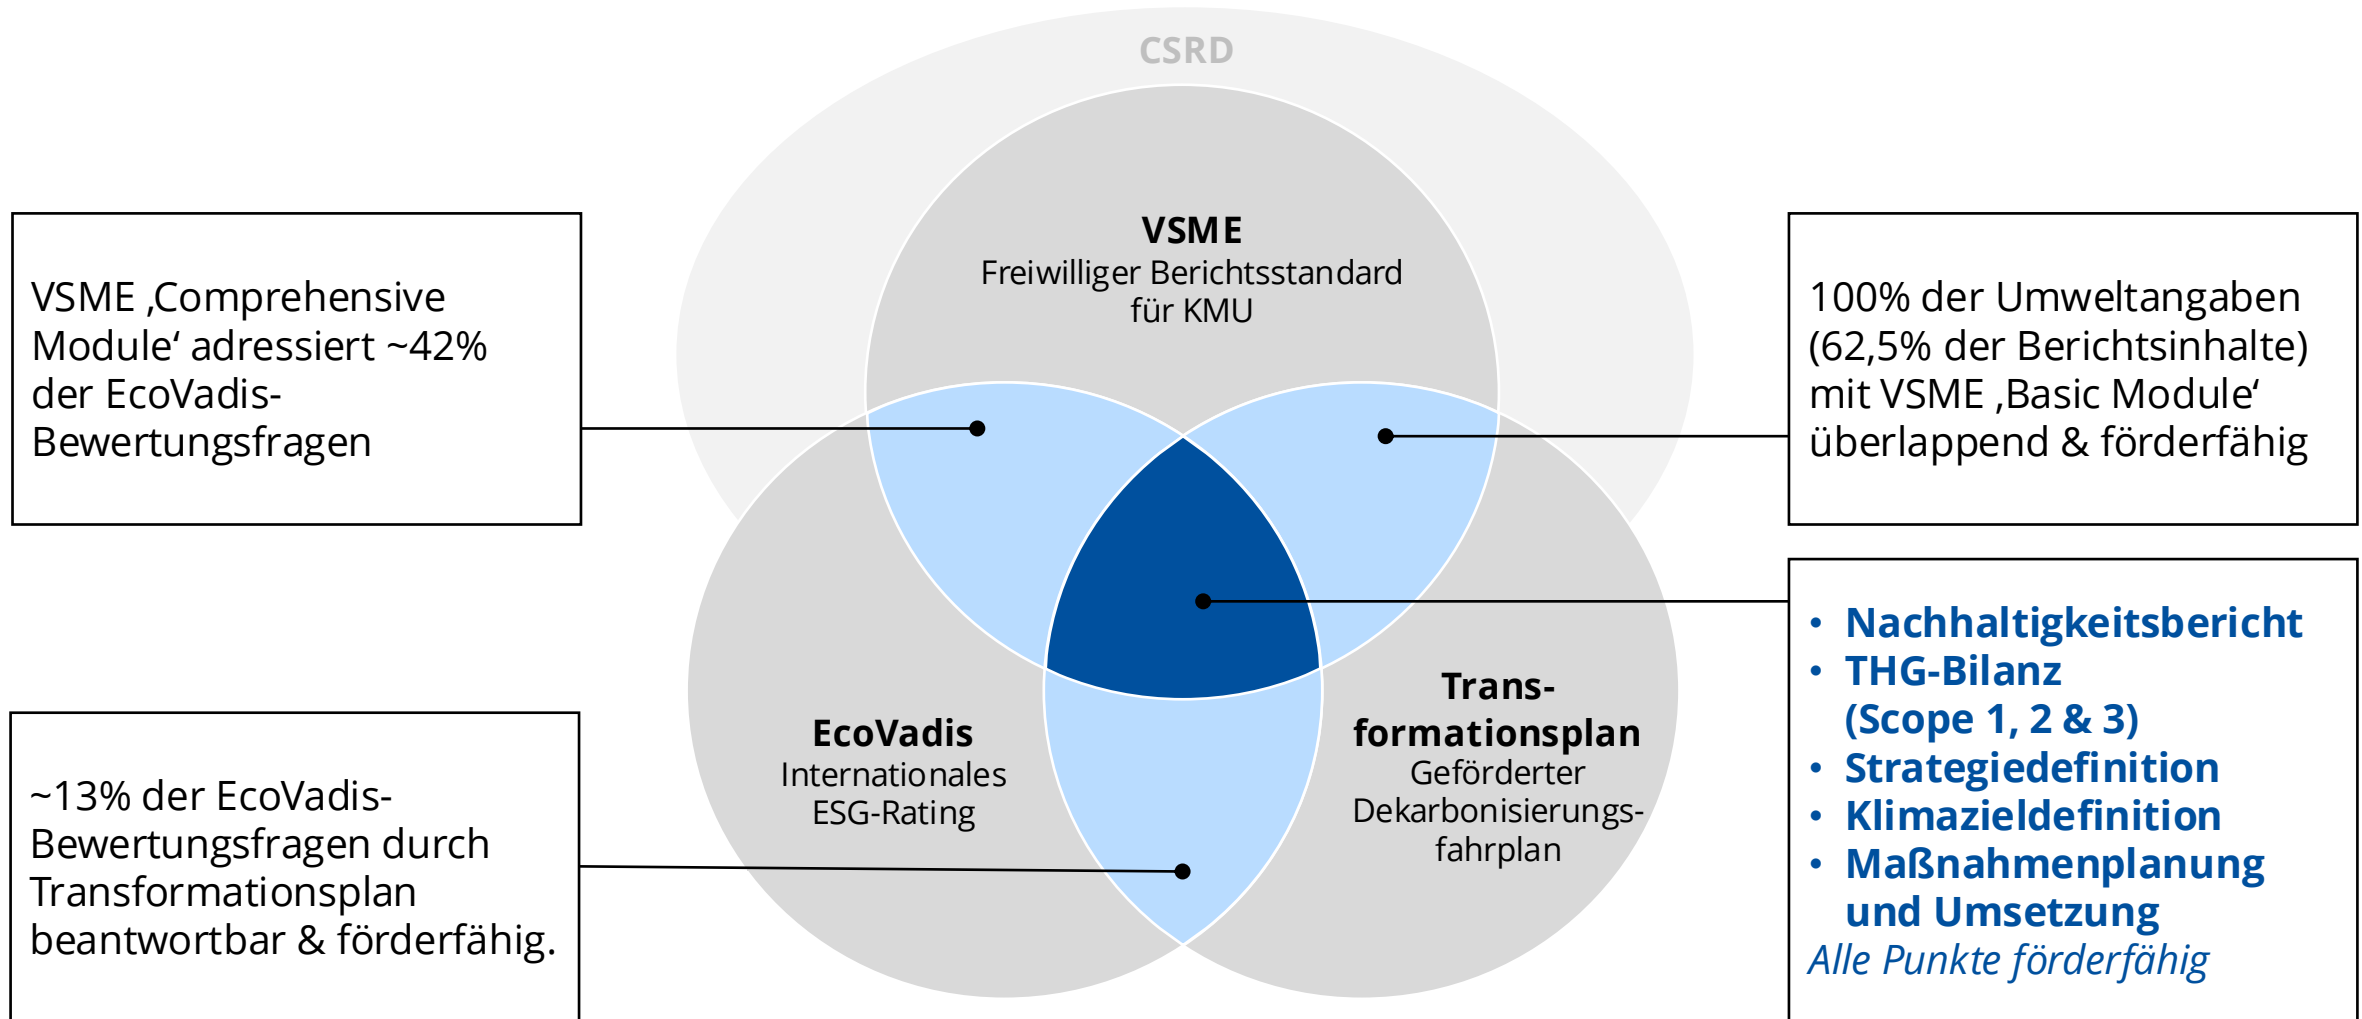 CSRD
VSME
Freiwilliger Berichtsstandard
für KMU
VSME ‚Comprehensive
Module‘ adressiert ~42%
der EcoVadis-
Bewertungsfragen
100% der Umweltangaben
(62,5% der Berichtsinhalte)
mit VSME ‚Basic Module‘
überlappend & förderfähig
EcoVadis
Internationales
ESG-Rating
Trans-
formationsplan
Geförderter
Dekarbonisierungs-
fahrplan
~13% der EcoVadis-
Bewertungsfragen durch
Transformationsplan
beantwortbar & förderfähig.
• Nachhaltigkeitsbericht
• THG-Bilanz
(Scope 1, 2 & 3)
• Strategiedefinition
• Klimazieldefinition
• Maßnahmenplanung
und Umsetzung
Alle Punkte förderfähig